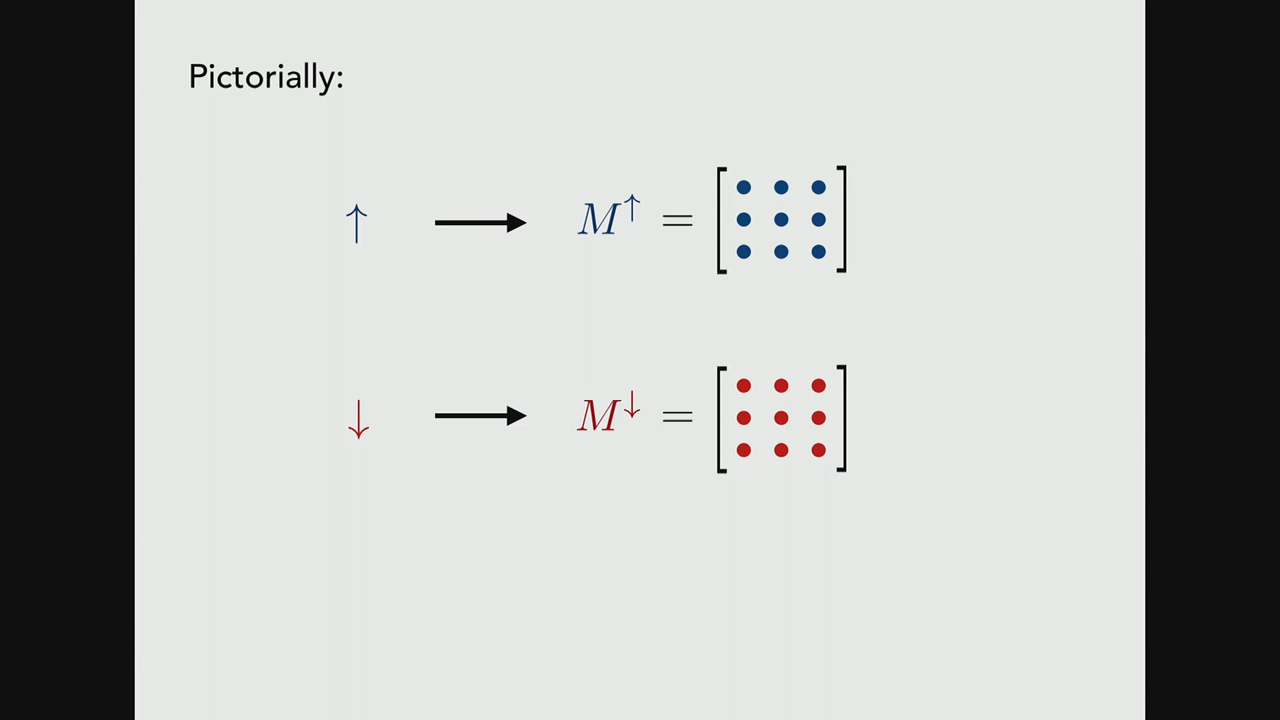 Pictorially:
↑ ⟶ M↑ =
↓ ⟶ M↓ =